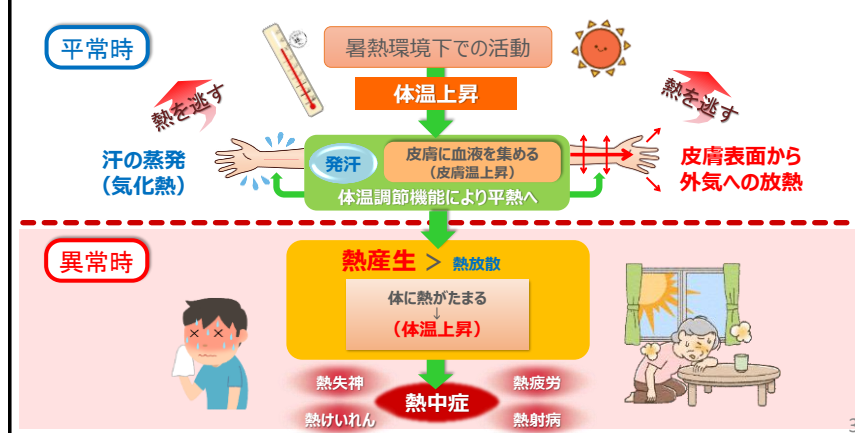 平常時
暑熱環境下での活動
体温上昇
熱を逃す
熱を逃す
汗の蒸発
（気化熱）
発汗
皮膚に血液を集める
（皮膚温上昇）
皮膚表面から
外気への放熱
体温調節機能により平熱へ
異常時
熱産生 ＞ 熱放散
体に熱がたまる
↓
（体温上昇）
熱失神
熱疲労
熱中症
熱けいれん
熱射病
3